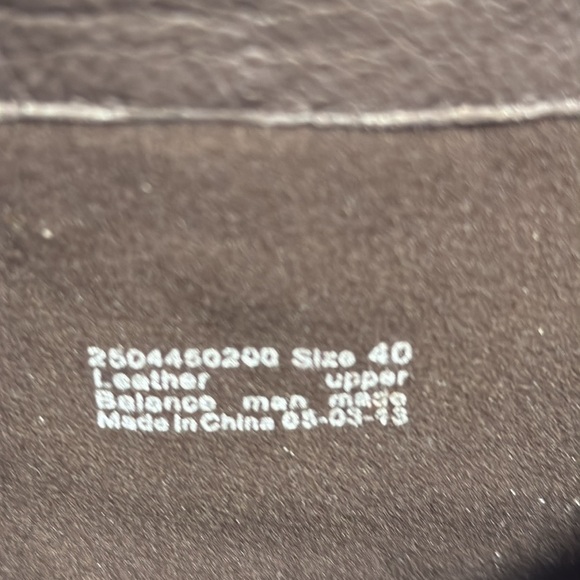 2504450200 Size 40
Leather upper
Balance man made
Made in China 05-03-13